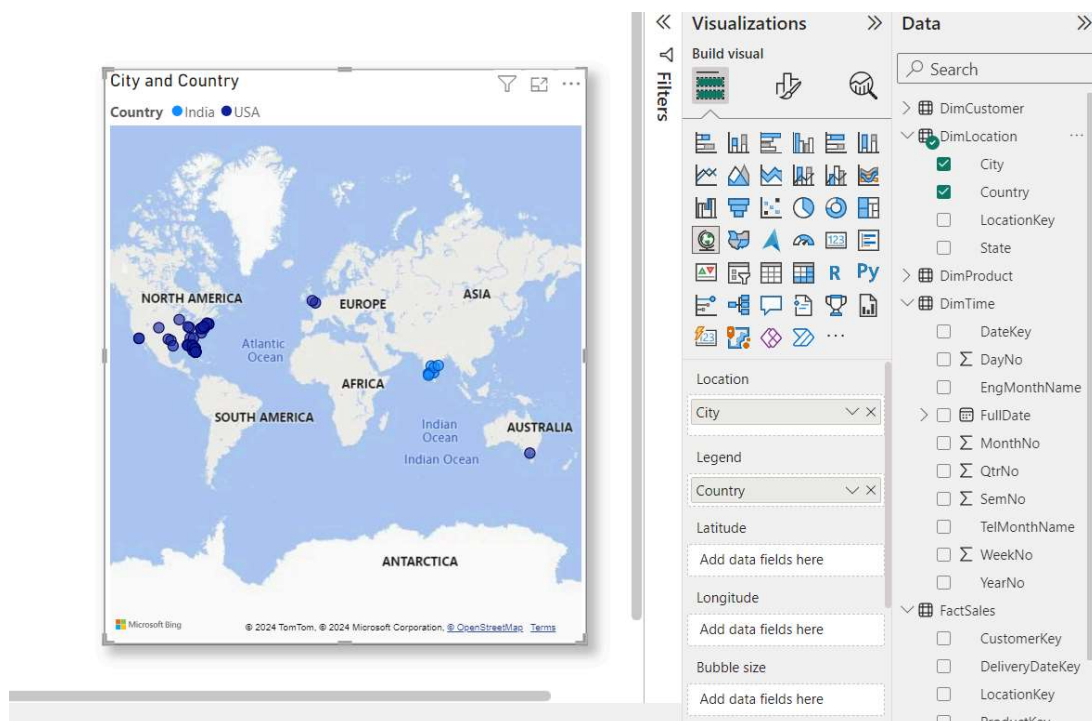 City and Country
Country India USA
NORTH AMERICA
EUROPE
ASIA
Atlantic
Ocean
AFRICA
SOUTH AMERICA
Indian
Ocean
AUSTRALIA
Indian Ocean
ANTARCTICA
Microsoft Bing
© 2024 TomTom, © 2024 Microsoft Corporation, © OpenStreetMap Terms
Filters
Visualizations
Build visual
123
R
Py
123
Location
City
Legend
Country
Latitude
Add data fields here
Longitude
Add data fields here
Bubble size
Add data fields here
Data
Search
DimCustomer
DimLocation
City
Country
LocationKey
State
DimProduct
DimTime
DateKey
DayNo
EngMonthName
FullDate
MonthNo
QtrNo
SemNo
TelMonthName
WeekNo
YearNo
FactSales
CustomerKey
DeliveryDateKey
LocationKey
ProductKey